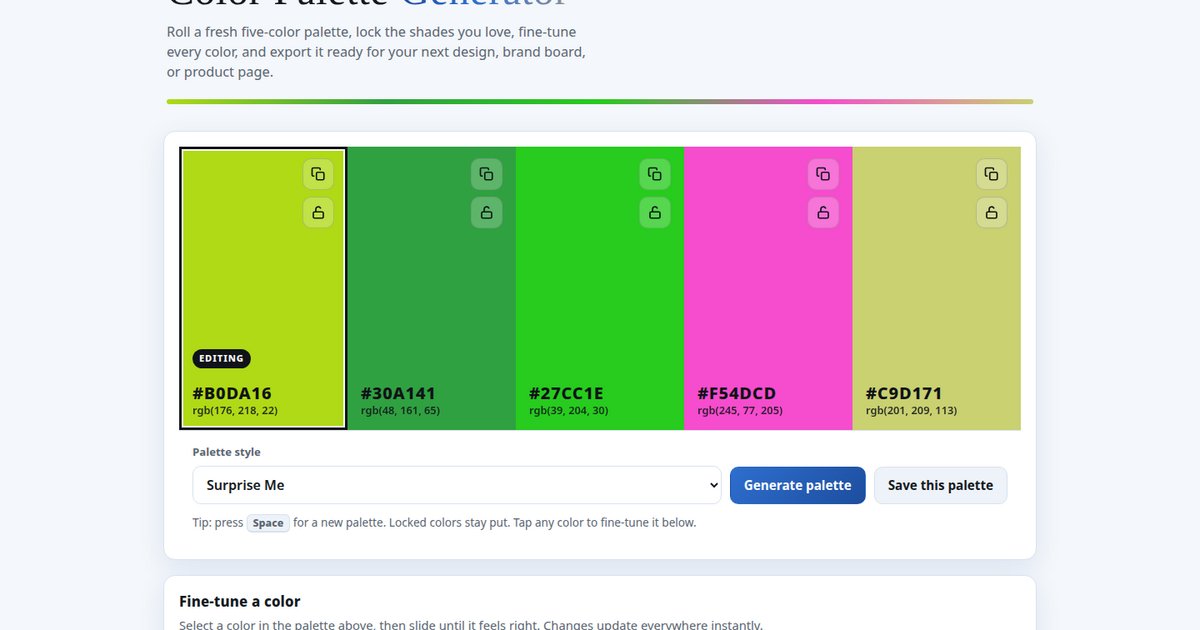 Color Palette Generator
Roll a fresh five-color palette, lock the shades you love, fine-tune
every color, and export it ready for your next design, brand board,
or product page.
EDITING
#B0DA16
rgb(176, 218, 22)
#30A141
rgb(48, 161, 65)
#27CC1E
rgb(39, 204, 30)
#F54DCD
rgb(245, 77, 205)
#C9D171
rgb(201, 209, 113)
Palette style
Surprise Me
Generate palette
Save this palette
Tip: press Space for a new palette. Locked colors stay put. Tap any color to fine-tune it below.
Fine-tune a color
Select a color in the palette above, then slide until it feels right. Changes update everywhere instantly.